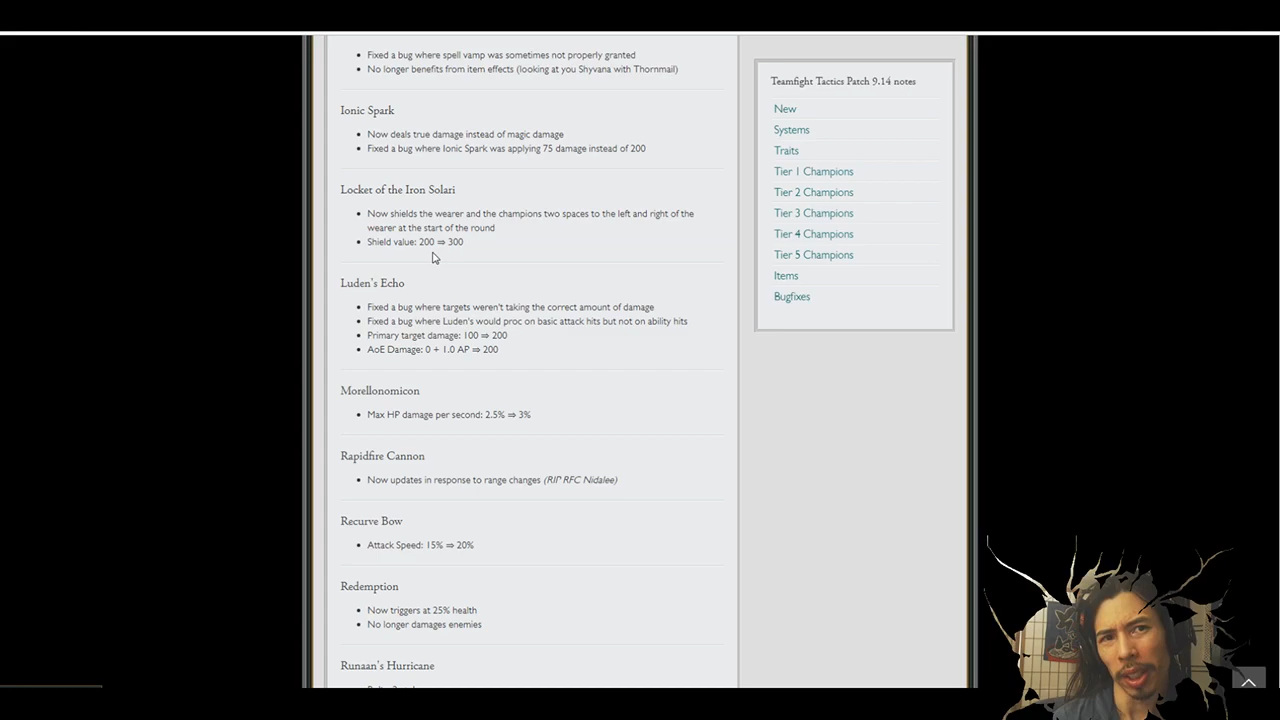 Fixed a bug where spell vamp was sometimes not properly granted
No longer benefits from item effects (looking at you Shyvana with Thornmail)
Ionic Spark
Now deals true damage instead of magic damage
Fixed a bug where Ionic Spark was applying 75 damage instead of 200
Locket of the Iron Solari
Now shields the wearer and the champions two spaces to the left and right of the
wearer at the start of the round
Shield value: 200 ⇒ 300
Luden's Echo
Fixed a bug where targets weren't taking the correct amount of damage
Fixed a bug where Luden's would proc on basic attack hits but not on ability hits
Primary target damage: 100 ⇒ 200
AoE Damage: 0 + 1.0 AP ⇒ 200
Morellonomicon
Max HP damage per second: 2.5% ⇒ 3%
Rapidfire Cannon
Now updates in response to range changes (RIP RFC Nidalee)
Recurve Bow
Attack Speed: 15% ⇒ 20%
Redemption
Now triggers at 25% health
No longer damages enemies
Runaan's Hurricane
Teamfight Tactics Patch 9.14 notes
New
Systems
Traits
Tier 1 Champions
Tier 2 Champions
Tier 3 Champions
Tier 4 Champions
Tier 5 Champions
Items
Bugfixes